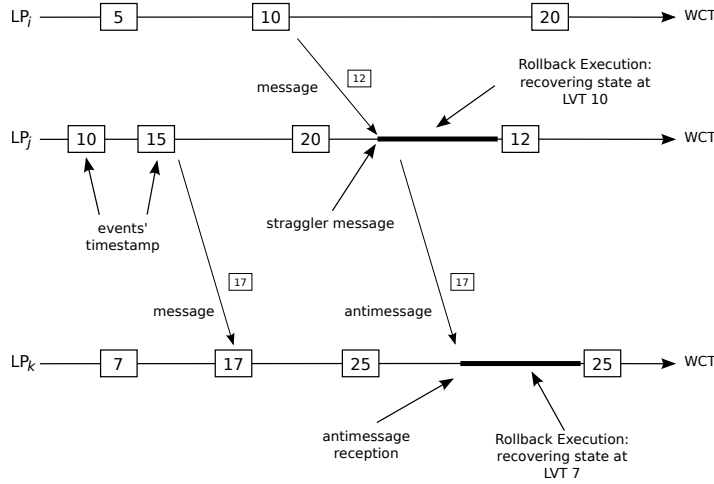 LPi 5 10 20 WCT
message 12
Rollback Execution:
recovering state at
LVT 10
LPj 10 15 20 12 WCT
straggler message
events'
timestamp
message 17
antimessage 17
LPk 7 17 25 25 WCT
antimessage
reception
Rollback Execution:
recovering state at
LVT 7